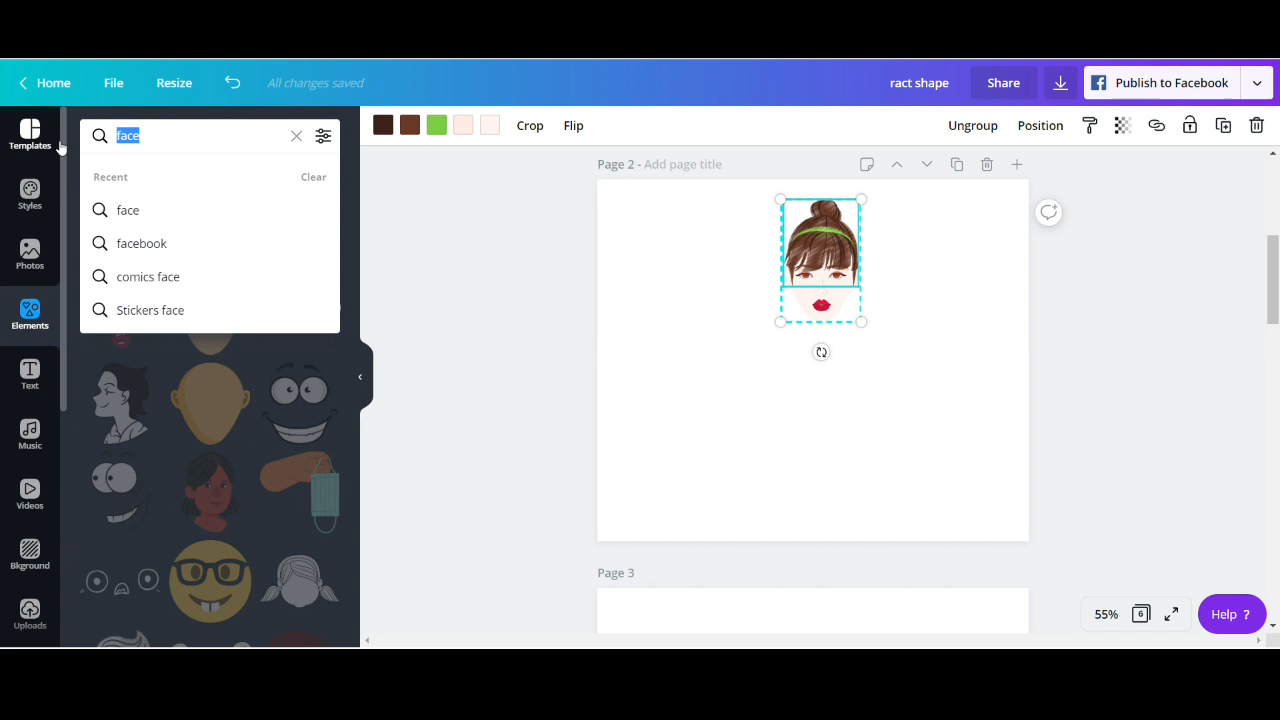 Home File Resize All changes saved ract shape Share Publish to Facebook
Templates
Styles
Photos
Elements
Text
Music
Videos
Bkground
Uploads
face
Recent Clear
face
facebook
comics face
Stickers face
Crop Flip Ungroup Position
Page 2 - Add page title
Page 3
55% 6 Help ?